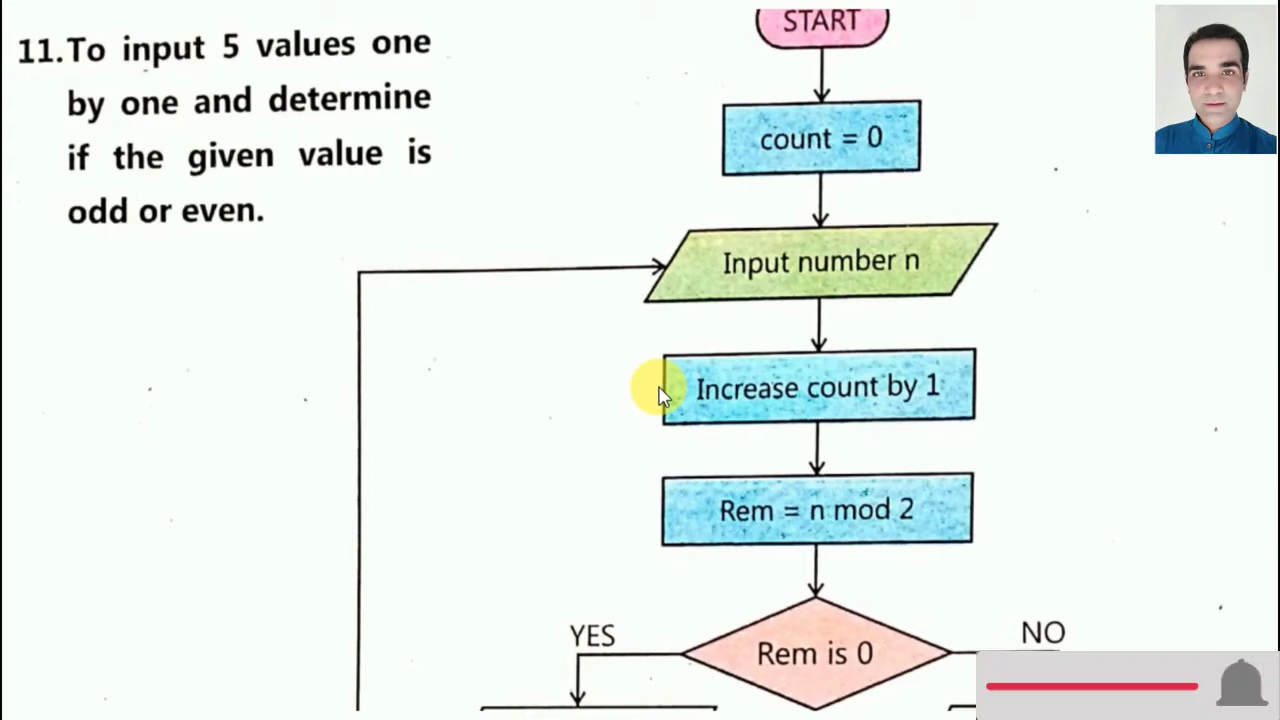 11. To input 5 values one
by one and determine
if the given value is
odd or even.
START
count = 0
Input number n
Increase count by 1
Rem = n mod 2
Rem is 0
YES
NO